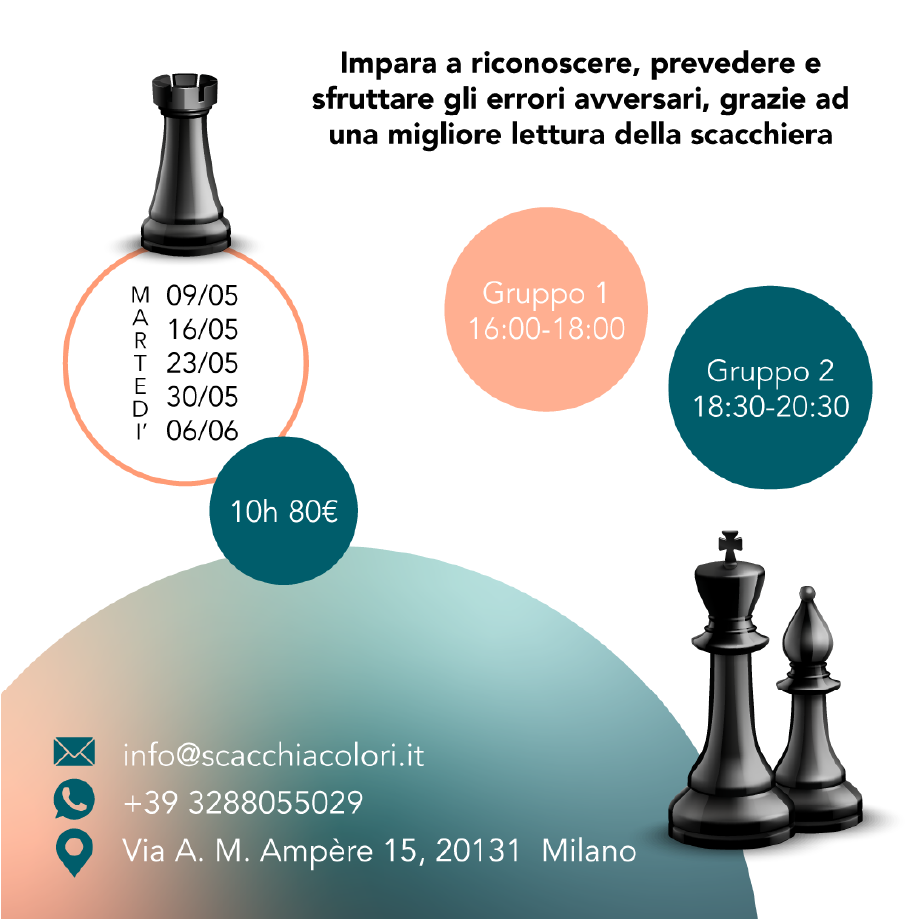 Impara a riconoscere, prevedere e
sfruttare gli errori avversari, grazie ad
una migliore lettura della scacchiera
MARTEDI'
09/05
16/05
23/05
30/05
06/06
10h 80€
Gruppo 1
16:00-18:00
Gruppo 2
18:30-20:30
info@scacchiacolori.it
+39 3288055029
Via A. M. Ampère 15, 20131 Milano